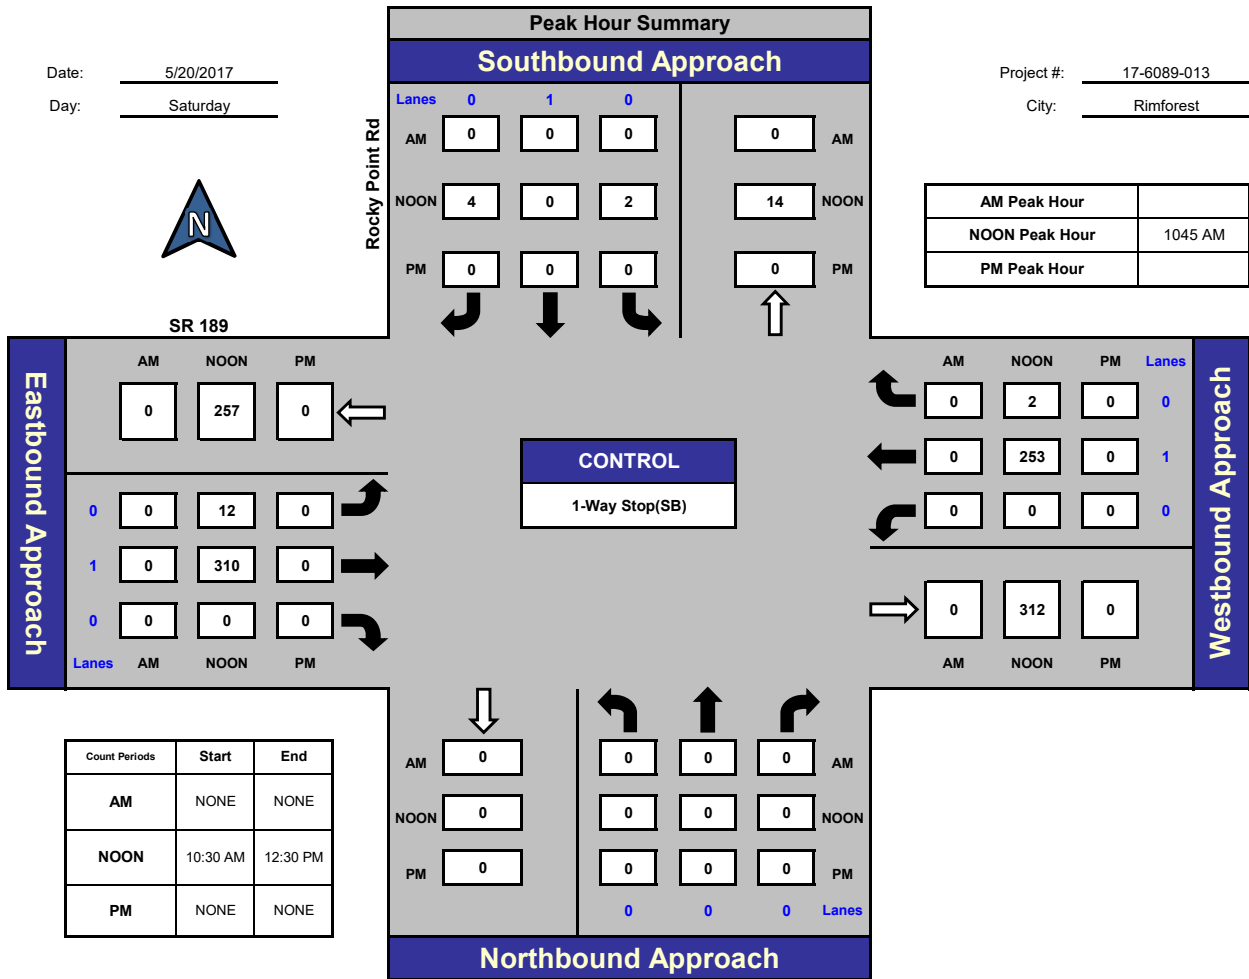 Peak Hour Summary
Southbound Approach
Date: 5/20/2017
Day: Saturday
Project #: 17-6089-013
City: Rimforest
N
SR 189
Rocky Point Rd
Lanes 0 1 0
AM 0 0 0 0 AM
NOON 4 0 2 14 NOON
PM 0 0 0 0 PM
AM Peak Hour
NOON Peak Hour 1045 AM
PM Peak Hour
Eastbound Approach
AM NOON PM
0 257 0
0 0 12 0
1 0 310 0
0 0 0 0
Lanes AM NOON PM
CONTROL
1-Way Stop(SB)
AM NOON PM Lanes
0 2 0 0
0 253 0 1
0 0 0 0
0 312 0
AM NOON PM
Westbound Approach
Count Periods Start End
AM NONE NONE
NOON 10:30 AM 12:30 PM
PM NONE NONE
AM 0 0 0 0 AM
NOON 0 0 0 0 NOON
PM 0 0 0 0 PM
0 0 0 Lanes
Northbound Approach